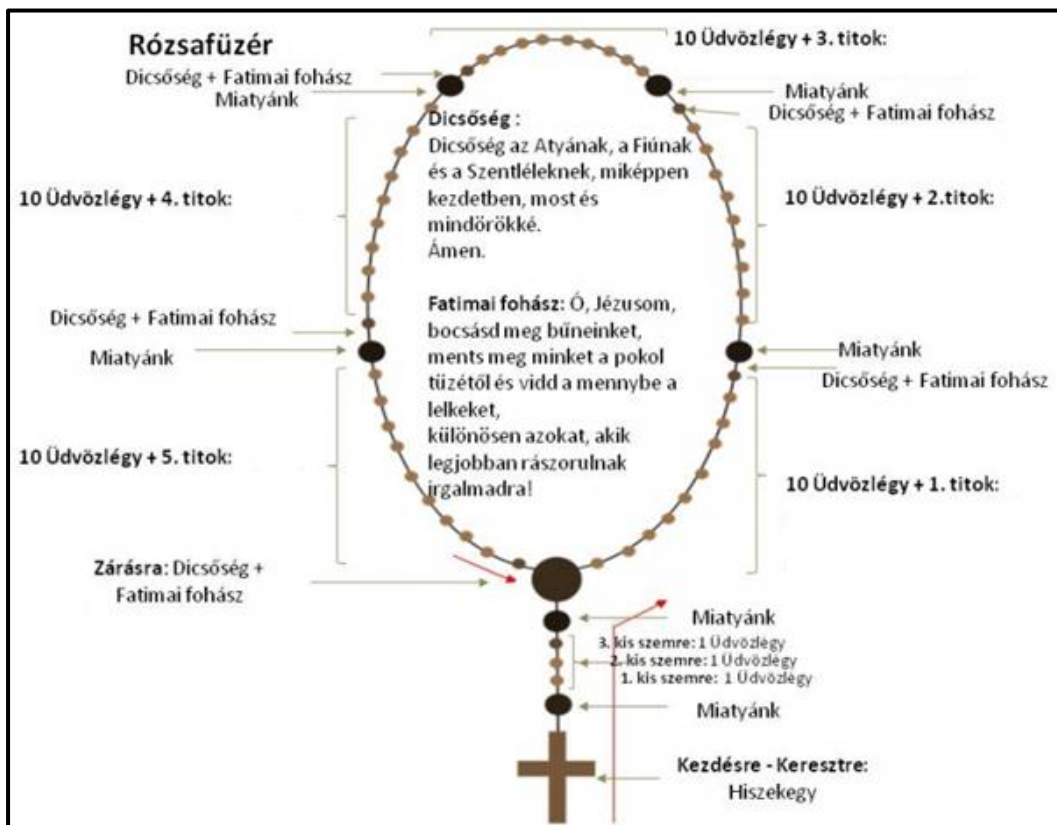 Rózsafüzér
10 Üdvözlégy + 3. titok:
Dicsőség + Fatimai fohász
Miatyánk
Miatyánk
Dicsőség + Fatimai fohász
Dicsőség :
Dicsőség az Atyának, a Fiúnak
és a Szentléleknek, miképpen
kezdetben, most és
mindörökké.
Ámen.
10 Üdvözlégy + 4. titok:
10 Üdvözlégy + 2.titok:
Fatimai fohász: Ó, Jézusom,
bocsásd meg bűneinket,
ments meg minket a pokol
tüzétől és vidd a mennybe a
lelkeket,
különösen azokat, akik
legjobban rászorulnak
irgalmadra!
Dicsőség + Fatimai fohász
Miatyánk
Miatyánk
Dicsőség + Fatimai fohász
10 Üdvözlégy + 5. titok:
10 Üdvözlégy + 1. titok:
Zárásra: Dicsőség +
Fatimai fohász
Miatyánk
3. kis szemre: 1 Üdvözlégy
2. kis szemre: 1 Üdvözlégy
1. kis szemre: 1 Üdvözlégy
Miatyánk
Kezdésre - Keresztre:
Hiszekegy